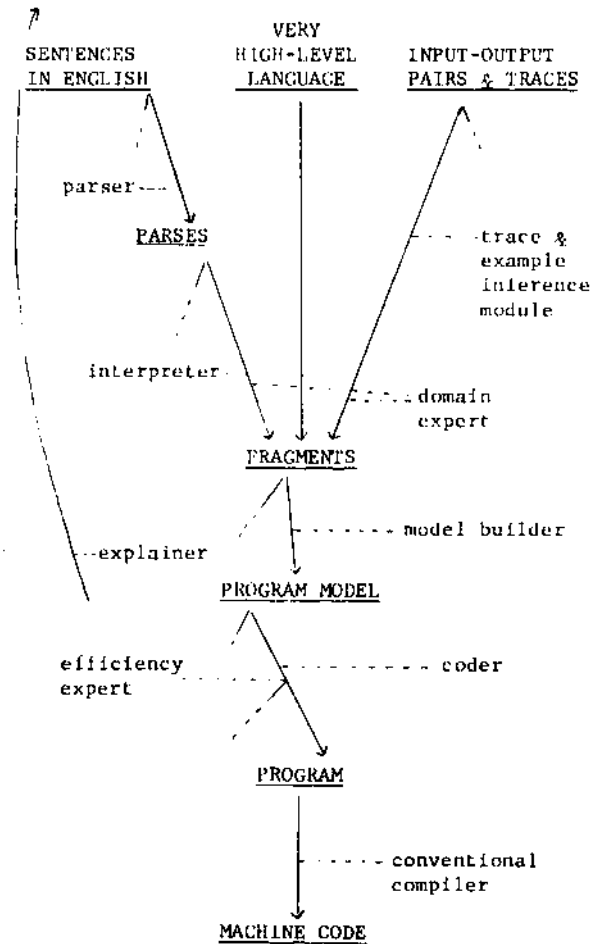 VERY
SENTENCES HIGH-LEVEL INPUT-OUTPUT
IN ENGLISH LANGUAGE PAIRS & TRACES
parser
PARSES
trace &
example
inference
module
interpreter
domain
expert
FRAGMENTS
model builder
explainer
PROGRAM MODEL
efficiency
expert
coder
PROGRAM
conventional
compiler
MACHINE CODE